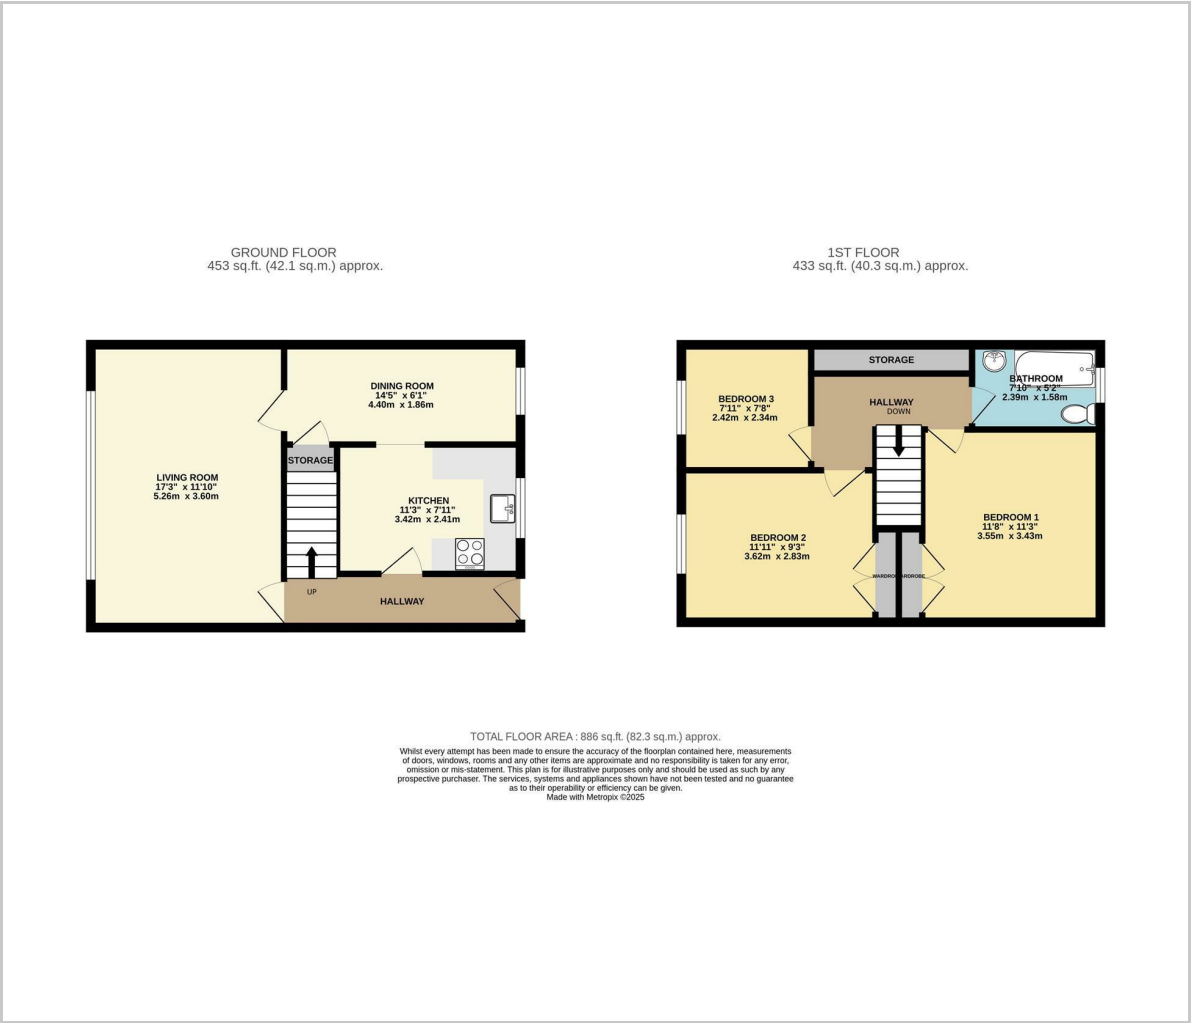 GROUND FLOOR
453 sq.ft. (42.1 sq.m.) approx.
1ST FLOOR
433 sq.ft. (40.3 sq.m.) approx.
DINING ROOM
14'5" x 6'1"
4.40m x 1.86m
STORAGE
LIVING ROOM
17'3" x 11'10"
5.26m x 3.60m
KITCHEN
11'3" x 7'11"
3.42m x 2.41m
UP
HALLWAY
STORAGE
BATHROOM
7'10" x 5'2"
2.39m x 1.58m
BEDROOM 3
7'11" x 7'8"
2.42m x 2.34m
HALLWAY
DOWN
BEDROOM 1
11'8" x 11'3"
3.55m x 3.43m
BEDROOM 2
11'11" x 9'3"
3.62m x 2.83m
TOTAL FLOOR AREA : 886 sq.ft. (82.3 sq.m.) approx.
Whilst every attempt has been made to ensure the accuracy of the floorplan contained here, measurements
of doors, windows, rooms and any other items are approximate and no responsibility is taken for any error,
omission or mis-statement. This plan is for illustrative purposes only and should be used as such by any
prospective purchaser. The services, systems and appliances shown have not been tested and no guarantee
as to their operability or efficiency can be given.
Made with Metropix ©2025